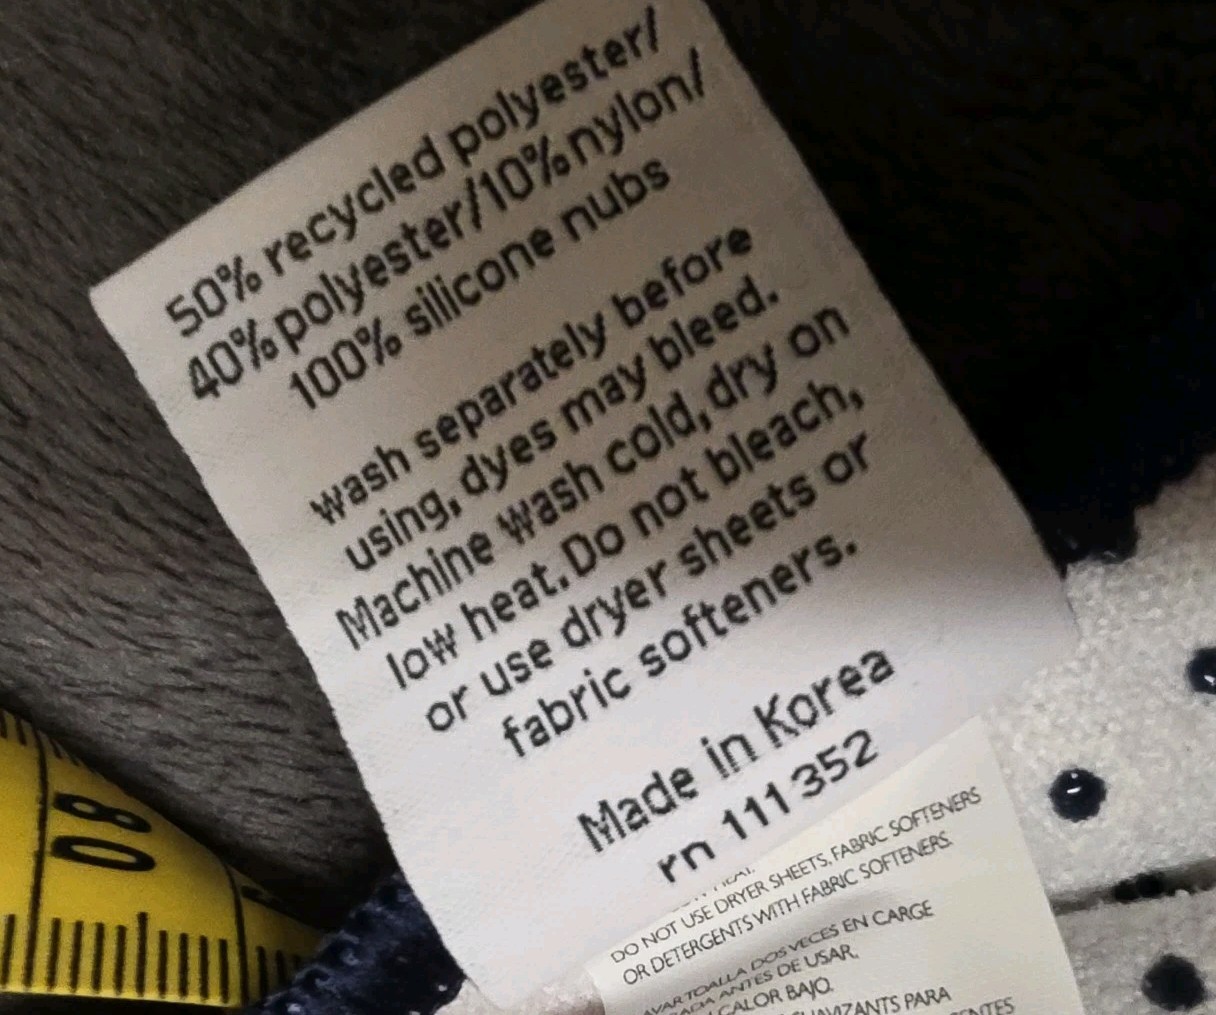 50% recycled polyester/
40% polyester/10% nylon/
100% silicone nubs
wash separately before
using, dyes may bleed.
Machine wash cold, dry on
low heat. Do not bleach,
or use dryer sheets or
fabric softeners.
Made in Korea
rn 111 352
DO NOT USE DRYER SHEETS, FABRIC SOFTENERS
OR DETERGENTS WITH FABRIC SOFTENERS.
TOALLA DOS VECES EN CARGE
ANTES DE USAR.
CALOR BAJO.
PARA
80